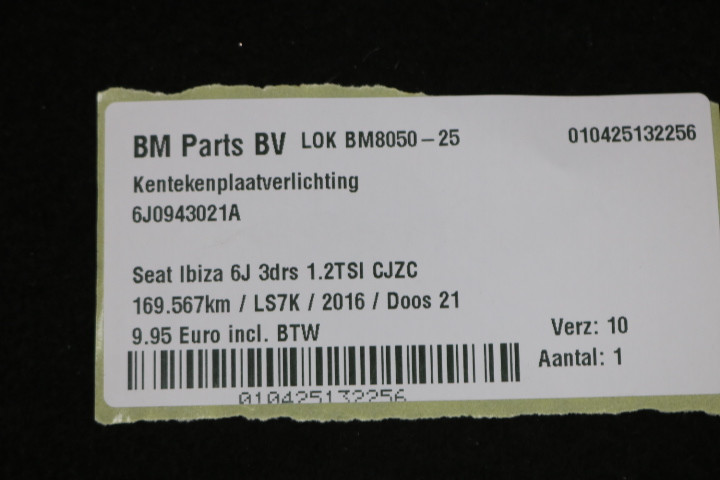 BM Parts BV LOK BM8050-25 010425132256
Kentekenplaatverlichting
6J0943021A
Seat Ibiza 6J 3drs 1.2TSI CJZC
169.567km / LS7K / 2016 / Doos 21
9.95 Euro incl. BTW
Verz: 10
Aantal: 1
010425132256